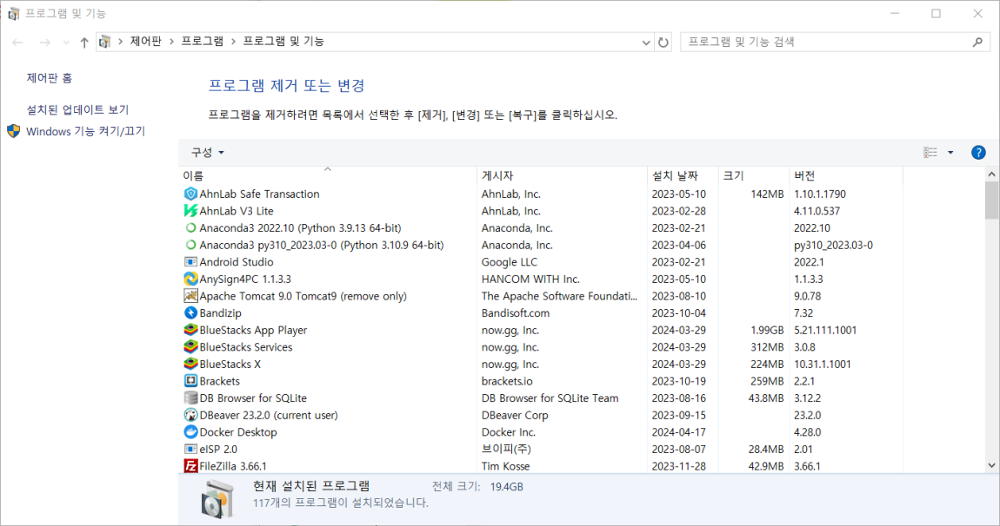 프로그램 및 기능
제어판 > 프로그램 > 프로그램 및 기능
프로그램 및 기능 검색
제어판 홈
설치된 업데이트 보기
Windows 기능 켜기/끄기
프로그램 제거 또는 변경
프로그램을 제거하려면 목록에서 선택한 후 [제거], [변경] 또는 [복구]를 클릭하십시오.
구성
이름 게시자 설치 날짜 크기 버전
AhnLab Safe Transaction AhnLab, Inc. 2023-05-10 142MB 1.10.1.1790
AhnLab V3 Lite AhnLab, Inc. 2023-02-28 4.11.0.537
Anaconda3 2022.10 (Python 3.9.13 64-bit) Anaconda, Inc. 2023-02-21 2022.10
Anaconda3 py310_2023.03-0 (Python 3.10.9 64-bit) Anaconda, Inc. 2023-04-06 py310_2023.03-0
Android Studio Google LLC 2023-02-21 2022.1
AnySign4PC 1.1.3.3 HANCOM WITH Inc. 2023-05-10 1.1.3.3
Apache Tomcat 9.0 Tomcat9 (remove only) The Apache Software Foundati... 2023-08-10 9.0.78
Bandizip Bandisoft.com 2023-10-04 7.32
BlueStacks App Player now.gg, Inc. 2024-03-29 1.99GB 5.21.111.1001
BlueStacks Services now.gg, Inc. 2024-03-29 312MB 3.0.8
BlueStacks X now.gg, Inc. 2024-03-29 224MB 10.31.1.1001
Brackets brackets.io 2023-10-19 259MB 2.2.1
DB Browser for SQLite DB Browser for SQLite Team 2023-08-16 43.8MB 3.12.2
DBeaver 23.2.0 (current user) DBeaver Corp 2023-09-15 23.2.0
Docker Desktop Docker Inc. 2024-04-17 4.28.0
eISP 2.0 브이피(주) 2023-08-07 28.4MB 2.01
FileZilla 3.66.1 Tim Kosse 2023-11-28 42.9MB 3.66.1
현재 설치된 프로그램 전체 크기: 19.4GB
117개의 프로그램이 설치되었습니다.